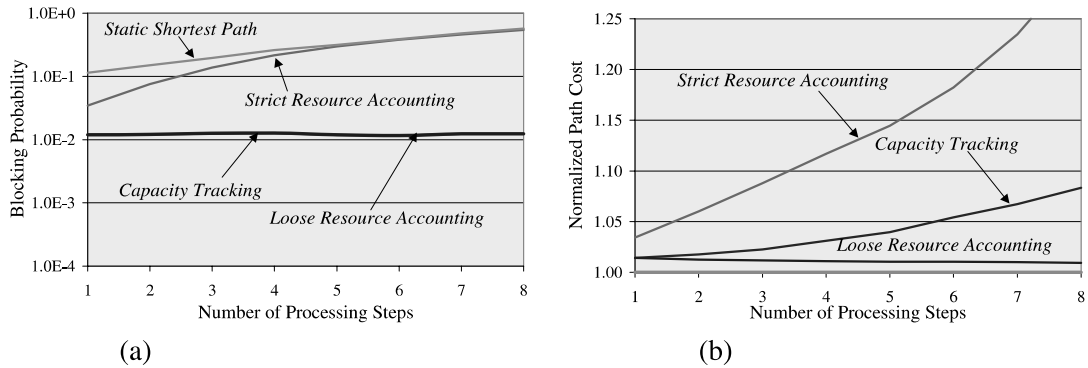 1.0E+0
1.0E-1
1.0E-2
1.0E-3
1.0E-4
Blocking Probability
Static Shortest Path
Strict Resource Accounting
Capacity Tracking
Loose Resource Accounting
1 2 3 4 5 6 7 8
Number of Processing Steps
(a)
1.25
1.20
1.15
1.10
1.05
1.00
Normalized Path Cost
Strict Resource Accounting
Capacity Tracking
Loose Resource Accounting
1 2 3 4 5 6 7 8
Number of Processing Steps
(b)